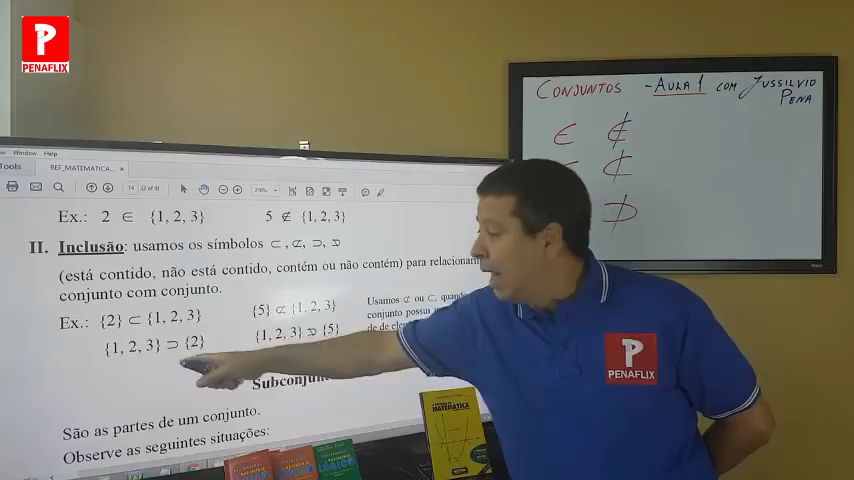 P
PENAFLIX
CONJUNTOS - AULA 1 COM JUSSILVIO
PENA
∈ ∉
⊄
⊅
Window Help
Tools REF_MATEMATICA... ×
14 (2 of 9)
Ex.: 2 ∈ {1, 2, 3} 5 ∉ {1, 2, 3}
II. Inclusão: usamos os símbolos ⊂, ⊄, ⊃, ⊅
(está contido, não está contido, contém ou não contém) para relacionar
conjunto com conjunto.
Ex.: {2} ⊂ {1, 2, 3} {5} ⊄ {1, 2, 3}
{1, 2, 3} ⊃ {2} {1, 2, 3} ⊅ {5}
Usamos ⊄ ou ⊂, quando
conjunto possui
de de
São as partes de um conjunto.
Observe as seguintes situações:
MATEMÁTICA
LÓGICO
P
PENAFLIX